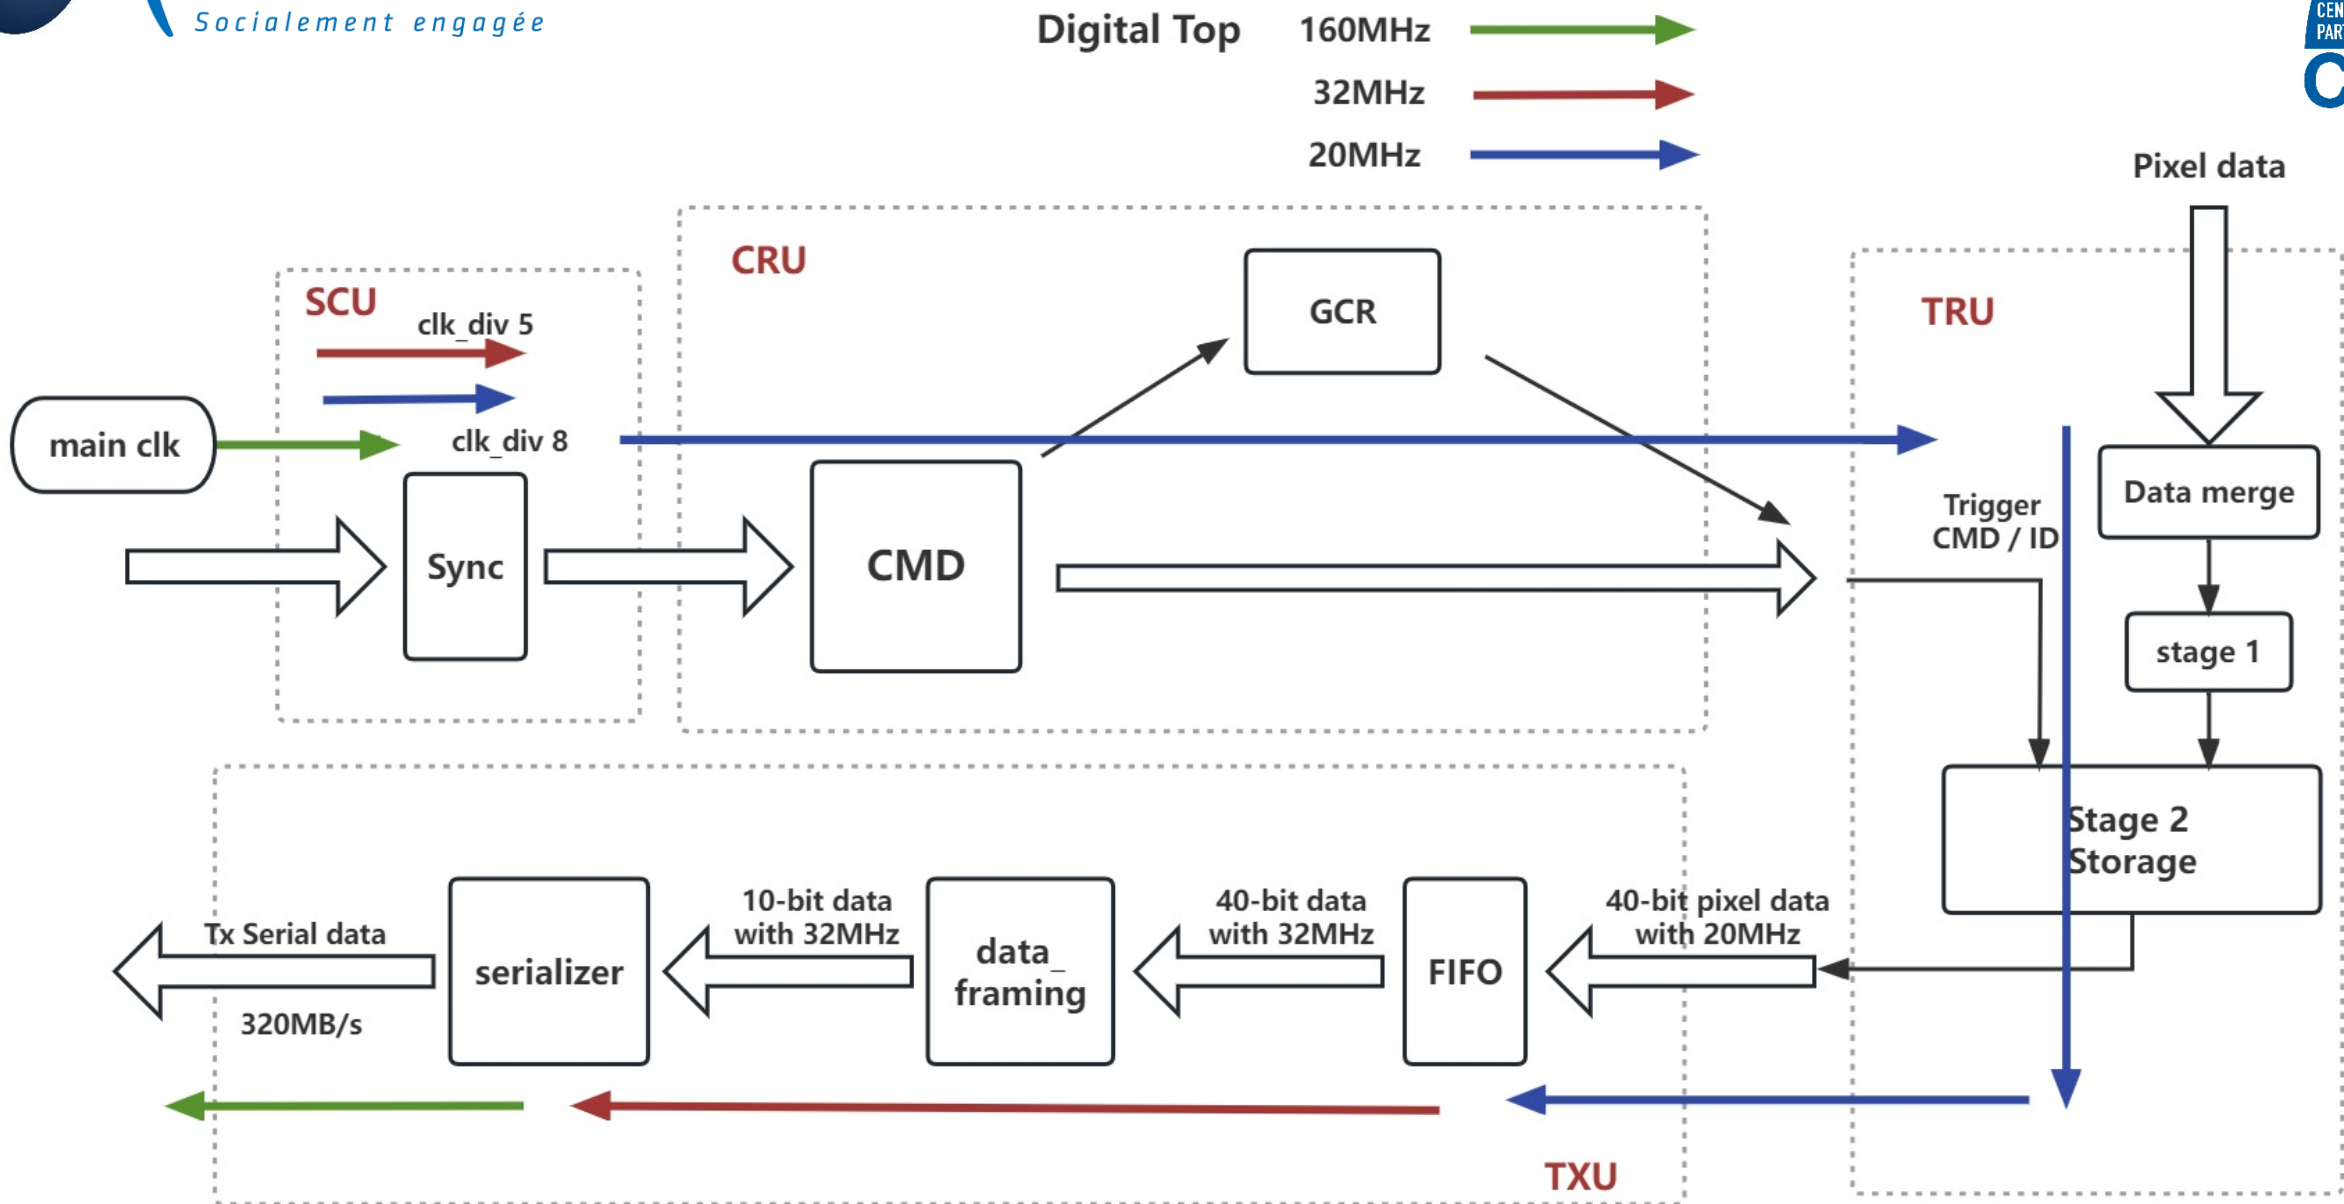 Socialement engagée
Digital Top
160MHz
32MHz
20MHz
CEN
PAR
C
Pixel data
SCU
clk_div 5
clk_div 8
main clk
Sync
CRU
GCR
CMD
TRU
Trigger
CMD / ID
Data merge
stage 1
Stage 2
Storage
Tx Serial data
320MB/s
serializer
10-bit data
with 32MHz
data_
framing
40-bit data
with 32MHz
FIFO
40-bit pixel data
with 20MHz
TXU